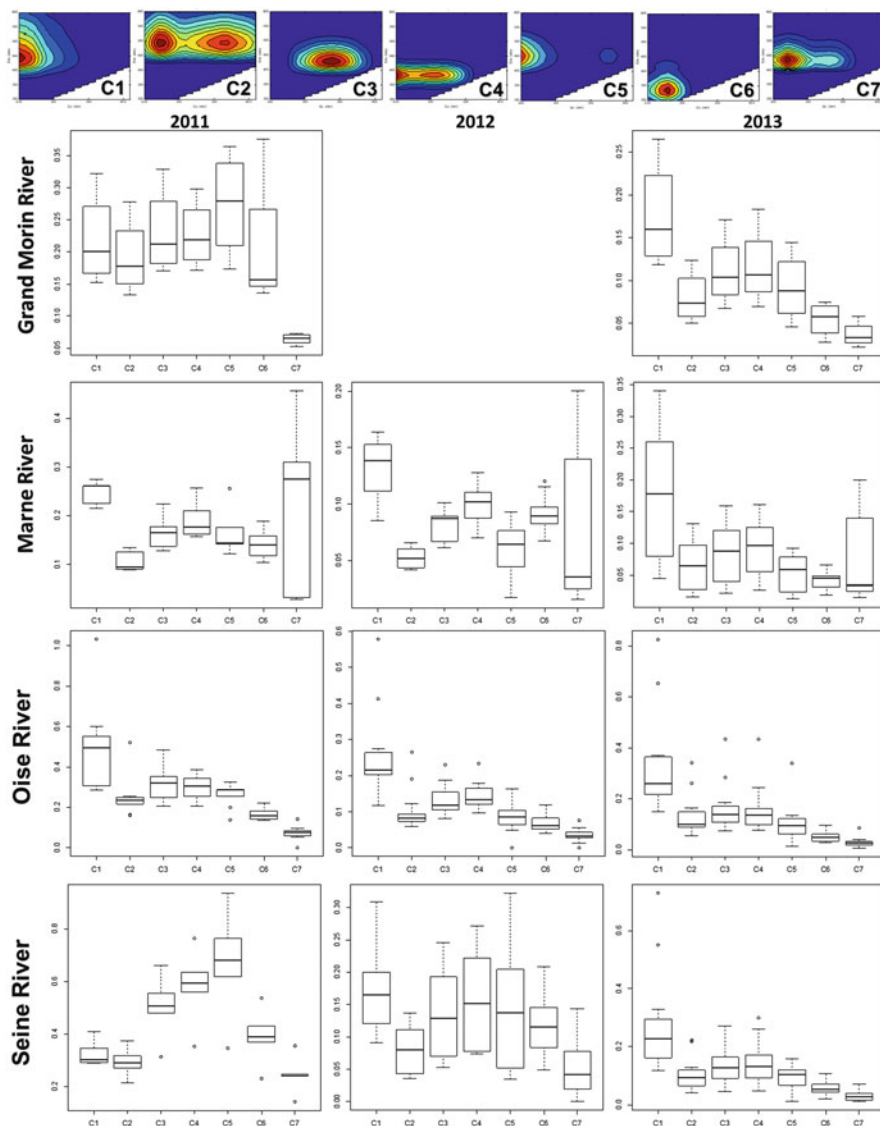 C1 C2 C3 C4 C5 C6 C7
2011 2012 2013
Grand Morin River
0.05 0.10 0.15 0.20 0.25 0.30 0.35
C1 C2 C3 C4 C5 C6 C7
0.05 0.10 0.15 0.20 0.25
C1 C2 C3 C4 C5 C6 C7
Marne River
0.1 0.2 0.3 0.4
C1 C2 C3 C4 C5 C6 C7
0.05 0.10 0.15 0.20
C1 C2 C3 C4 C5 C6 C7
0.05 0.10 0.15 0.20 0.25 0.30 0.35
C1 C2 C3 C4 C5 C6 C7
Oise River
0.0 0.2 0.4 0.6 0.8 1.0
C1 C2 C3 C4 C5 C6 C7
0.0 0.1 0.2 0.3 0.4 0.5 0.6
C1 C2 C3 C4 C5 C6 C7
0.0 0.2 0.4 0.6 0.8
C1 C2 C3 C4 C5 C6 C7
Seine River
0.2 0.4 0.6 0.8
C1 C2 C3 C4 C5 C6 C7
0.00 0.05 0.10 0.15 0.20 0.25 0.30
C1 C2 C3 C4 C5 C6 C7
0.0 0.2 0.4 0.6
C1 C2 C3 C4 C5 C6 C7